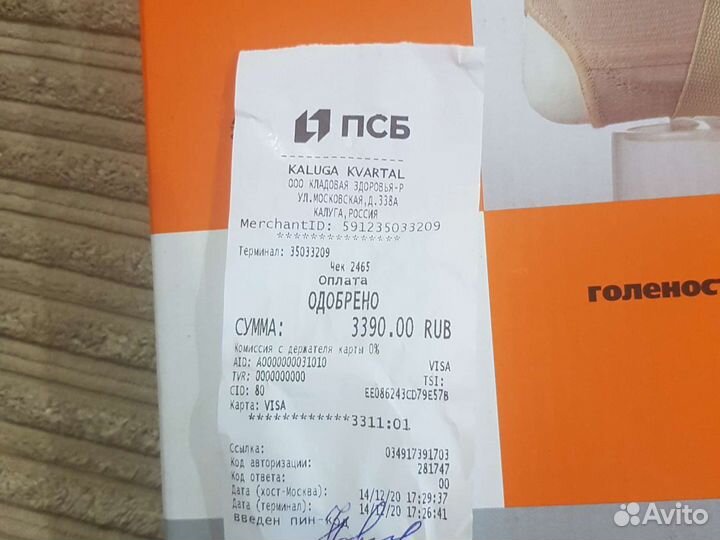 ПСБ
KALUGA KVARTAL
ООО КЛАДОВАЯ ЗДОРОВЬЯ-Р
УЛ.МОСКОВСКАЯ,Д.338А
КАЛУГА,РОССИЯ
MerchantID: 591235033209
****************
Терминал: 35033209
Чек 2465
Оплата
ОДОБРЕНО
СУММА: 3390.00 RUB
Комиссия с держателя карты 0%
AID: A0000000031010 VISA
TVR: 0000000000 TSI:
CID: 80 EE086243CD79E57B
Карта: VISA
************3311:01
Ссылка: 034917391703
Код авторизации: 281747
Код ответа: 00
Дата (хост-Москва): 14/12/20 17:29:37
Дата (терминал): 14/12/20 17:26:41
введен пин-код
голеност
Avito